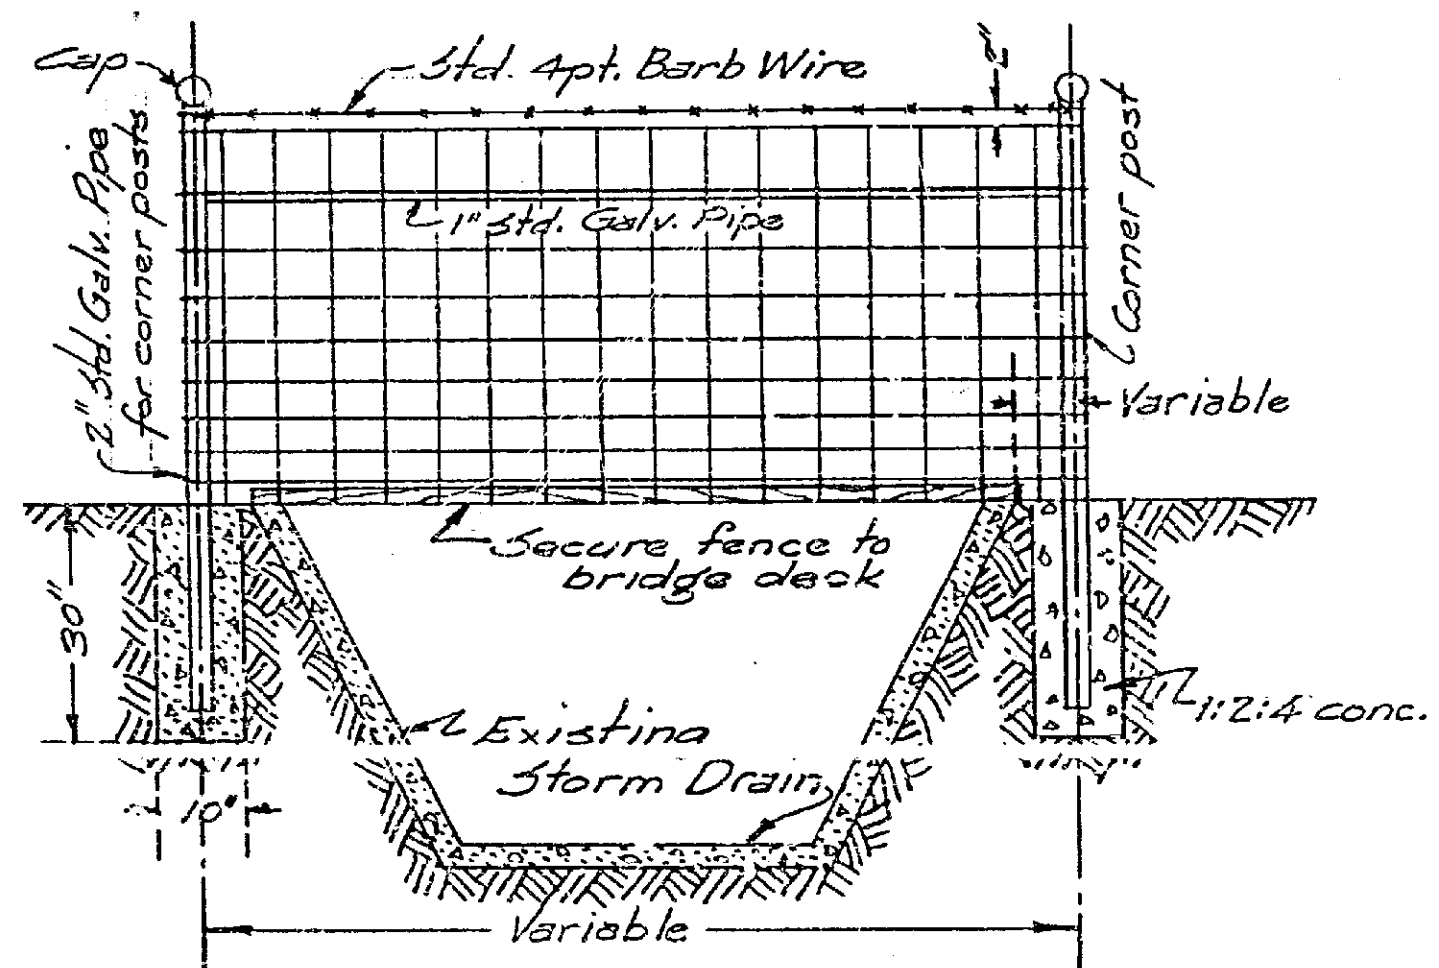 Cap
Std. 4pt. Barb Wire
2"
2" Std. Galv. Pipe
for corner posts
1" Std. Galv. Pipe
Corner post
Variable
Secure fence to
bridge deck
30"
Existing
Storm Drain
1:2:4 conc.
10"
Variable